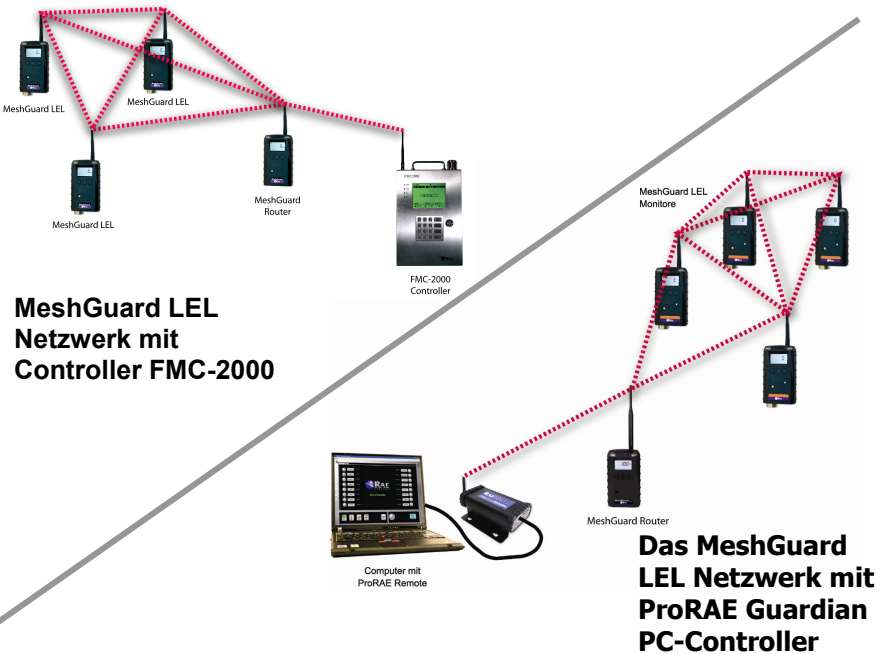 MeshGuard LEL
MeshGuard LEL
MeshGuard LEL
MeshGuard
Router
FMC-2000
Controller
MeshGuard LEL
Netzwerk mit
Controller FMC-2000
MeshGuard LEL
Monitore
RAE
Computer mit
ProRAE Remote
MeshGuard Router
Das MeshGuard
LEL Netzwerk mit
ProRAE Guardian
PC-Controller